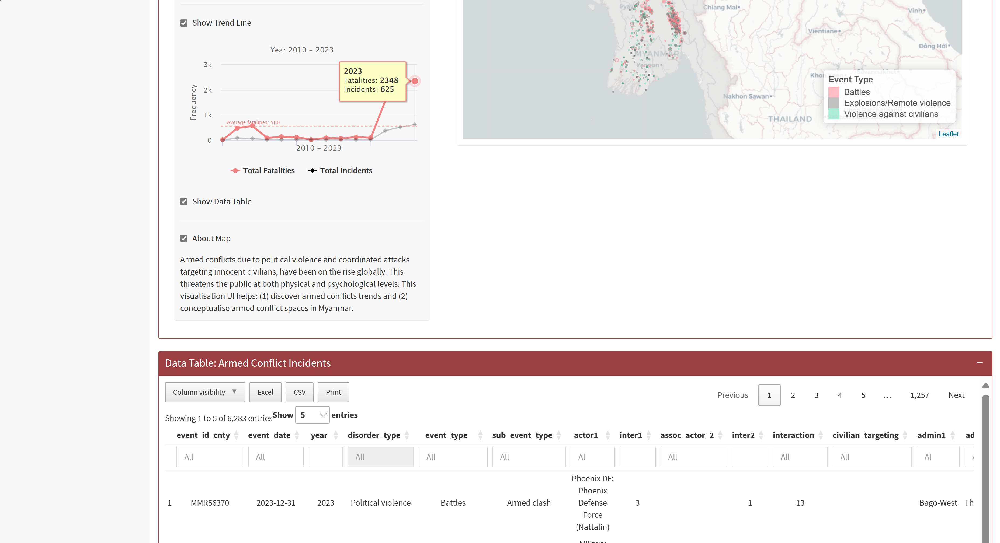 Show Trend Line
Year 2010 – 2023
3k
2k
1k
0
Frequency
2023
Fatalities: 2348
Incidents: 625
Average fatalities: 580
2010 – 2023
Total Fatalities
Total Incidents
Show Data Table
About Map
Armed conflicts due to political violence and coordinated attacks
targeting innocent civilians, have been on the rise globally. This
threatens the public at both physical and psychological levels. This
visualisation UI helps: (1) discover armed conflicts trends and (2)
conceptualise armed conflict spaces in Myanmar.
Pyay
Chiang Mai
Vinh
Vientiane
Đồng Hới
MYANMAR
Yangon
Khon Kaen
Savannakhet
Nakhon Sawan
THAILAND
Event Type
Battles
Explosions/Remote violence
Violence against civilians
Leaflet
Data Table: Armed Conflict Incidents
Column visibility ▼
Excel
CSV
Print
Previous 1 2 3 4 5 … 1,257 Next
Showing 1 to 5 of 6,283 entries
Show 5 entries
event_id_cnty event_date year disorder_type event_type sub_event_type actor1 inter1 assoc_actor_2 inter2 interaction civilian_targeting admin1 ad
All All All All All All All All All Al
1 MMR56370 2023-12-31 2023 Political violence Battles Armed clash
Phoenix DF:
Phoenix
Defense
Force
(Nattalin)
3 1 13 Bago-West Th